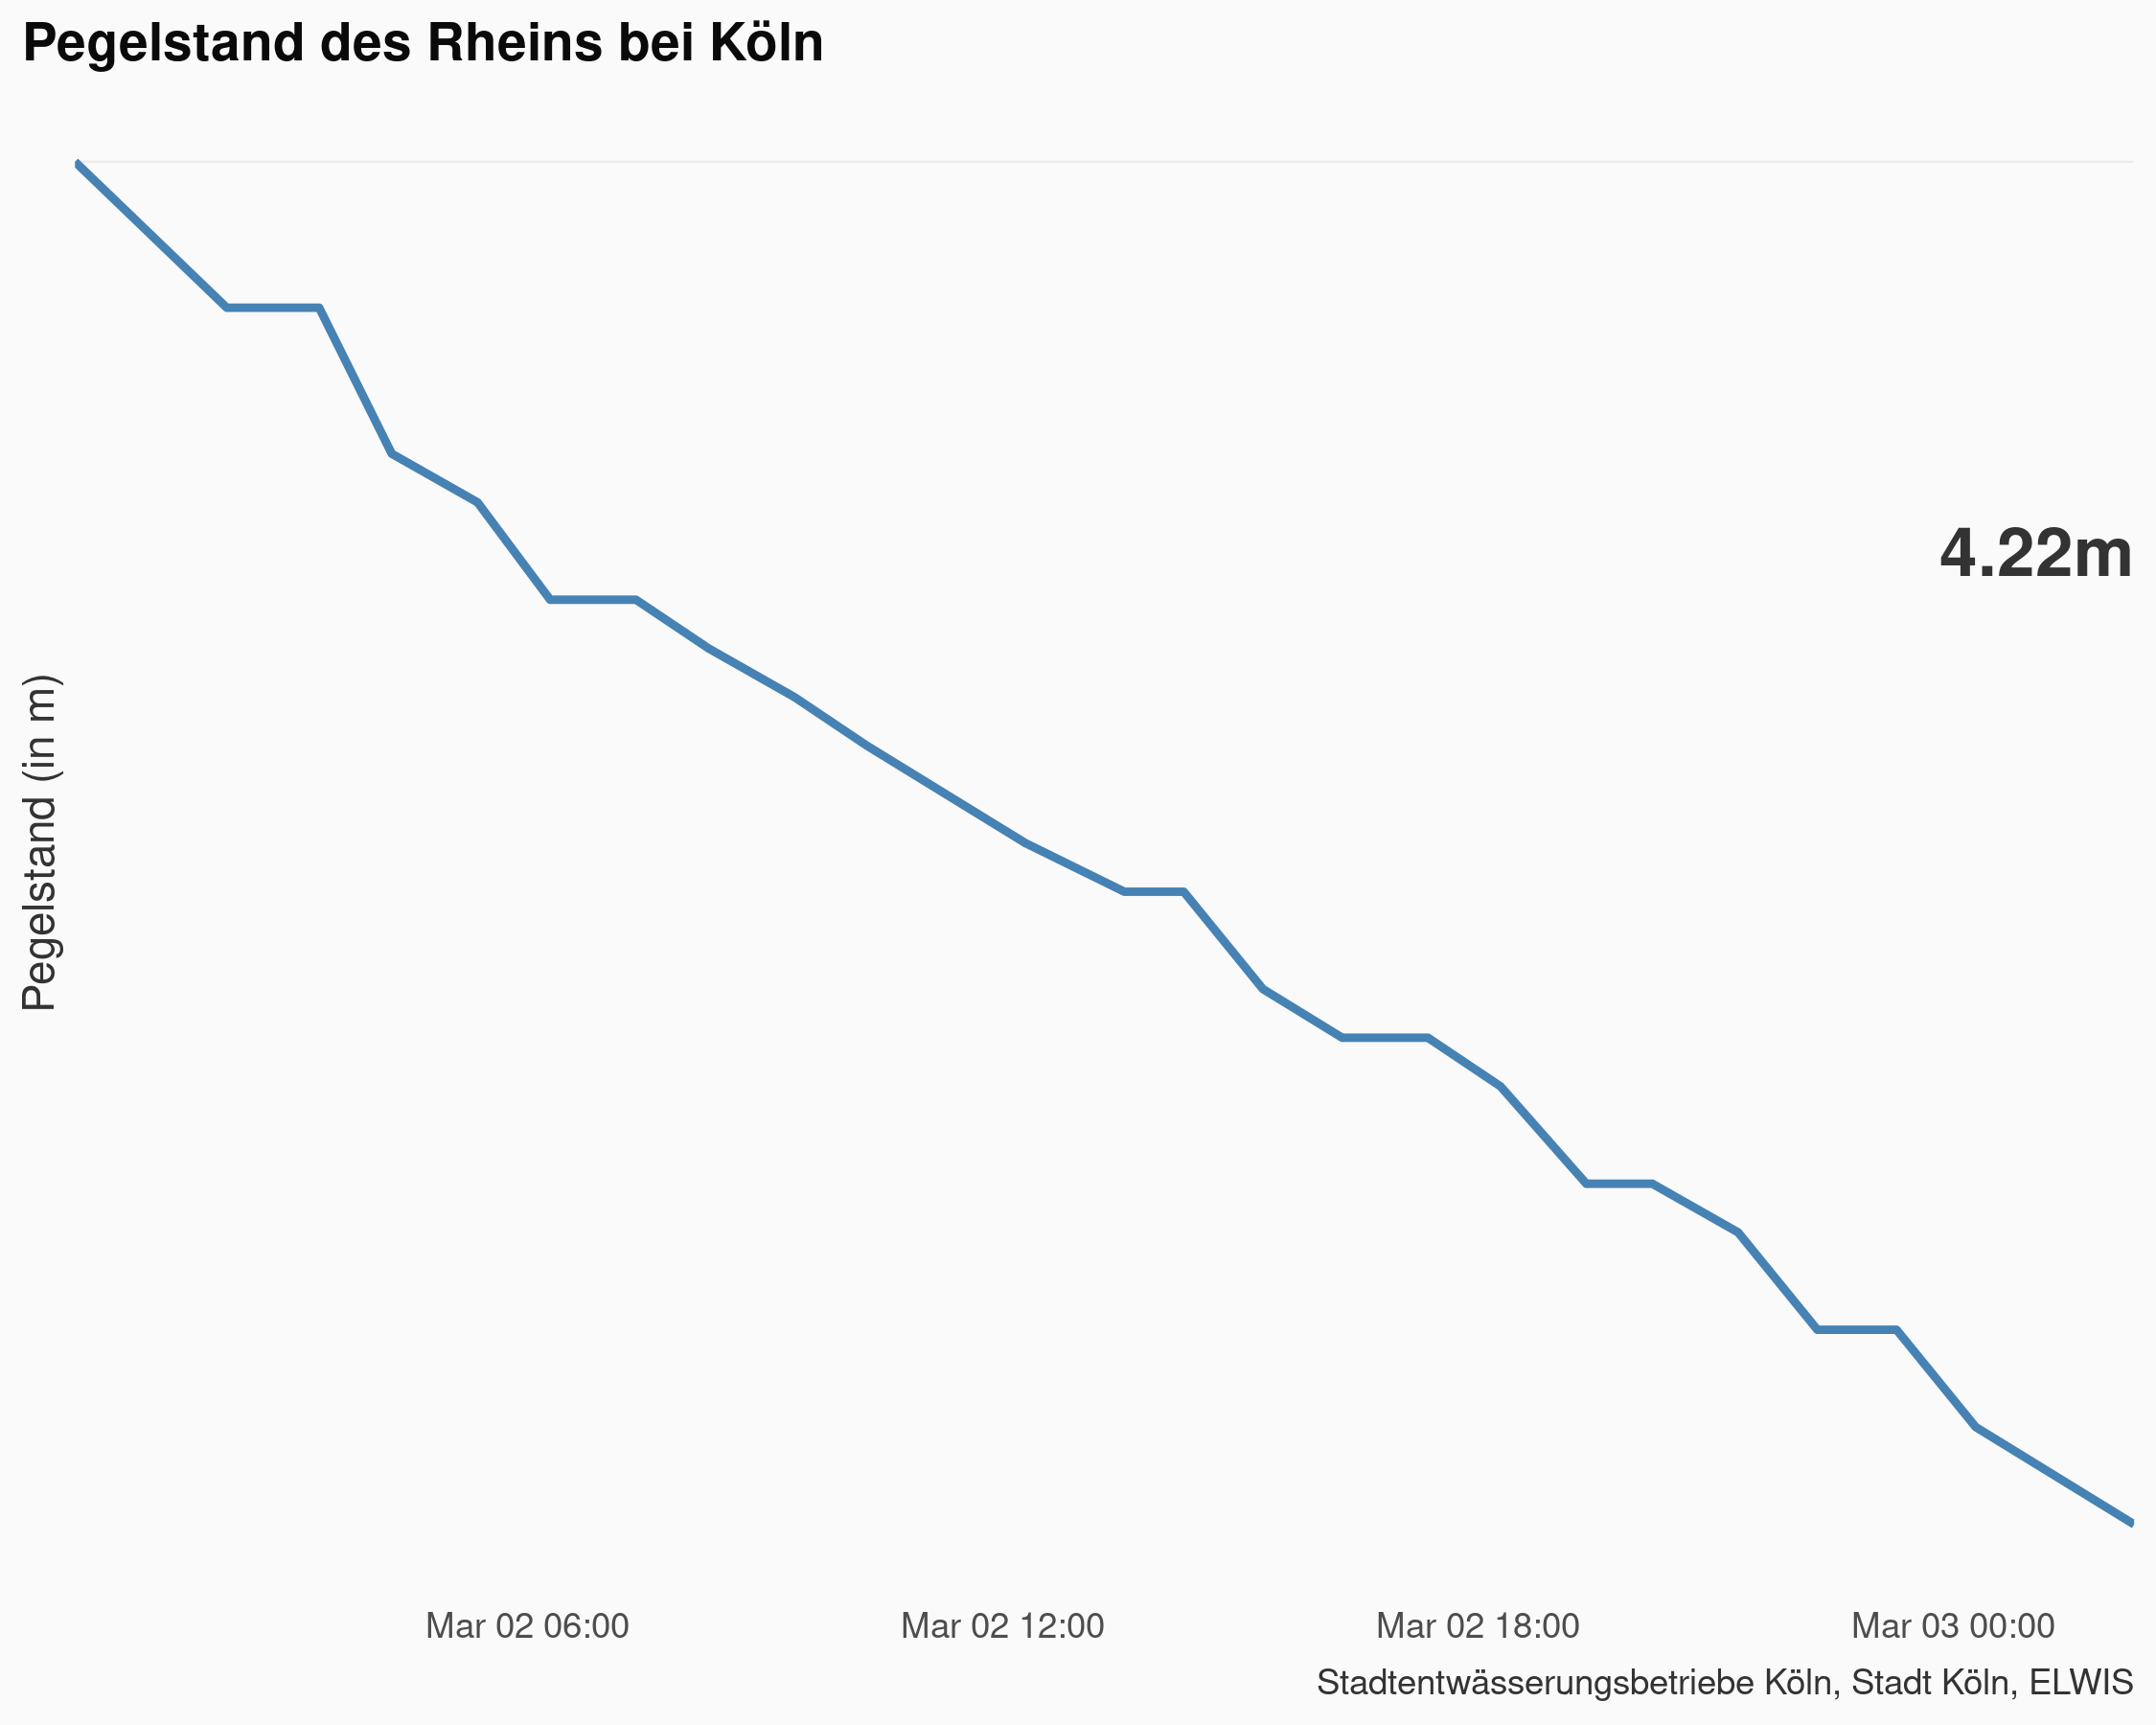 Pegelstand des Rheins bei Köln
4.22m
Pegelstand (in m)
Mar 02 06:00
Mar 02 12:00
Mar 02 18:00
Mar 03 00:00
Stadtentwässerungsbetriebe Köln, Stadt Köln, ELWIS